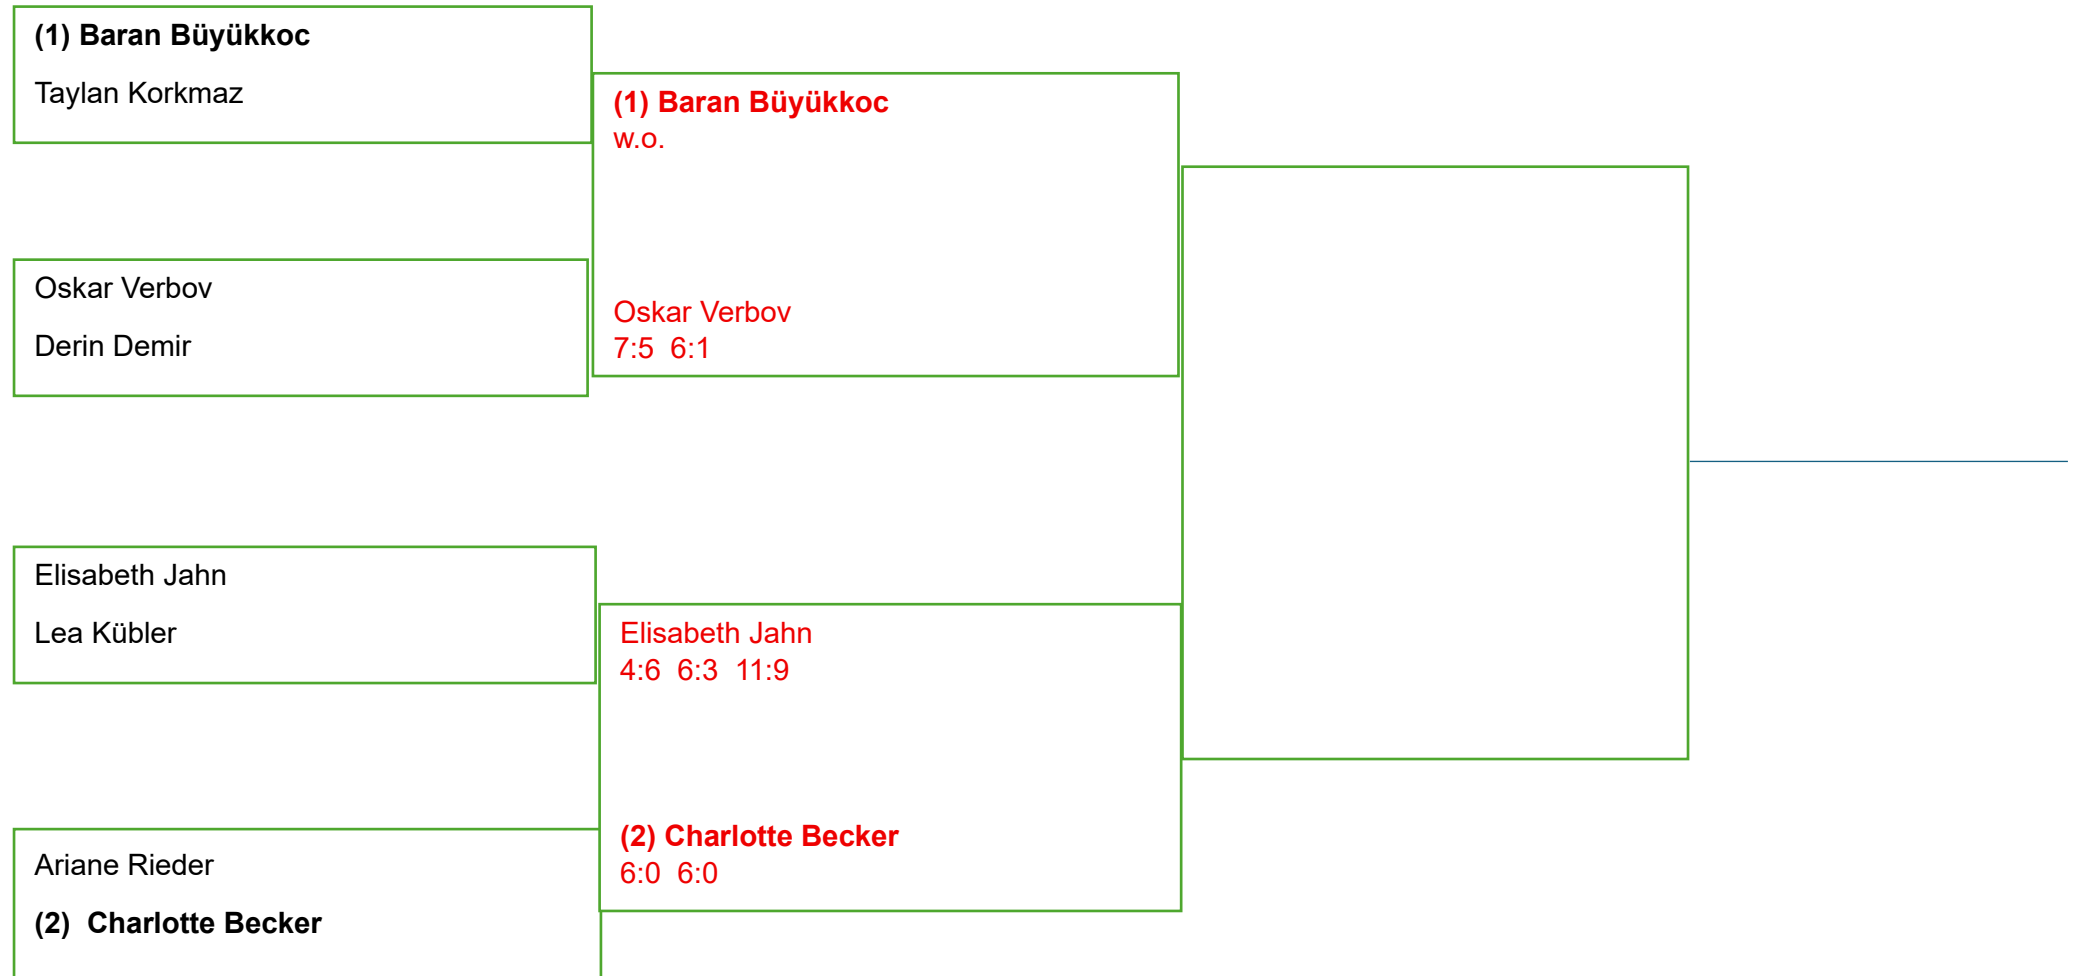 (1) Baran Büyükkoc
Taylan Korkmaz
(1) Baran Büyükkoc
w.o.
Oskar Verbov
Derin Demir
Oskar Verbov
7:5 6:1
Elisabeth Jahn
Lea Kübler
Elisabeth Jahn
4:6 6:3 11:9
Ariane Rieder
(2) Charlotte Becker
(2) Charlotte Becker
6:0 6:0